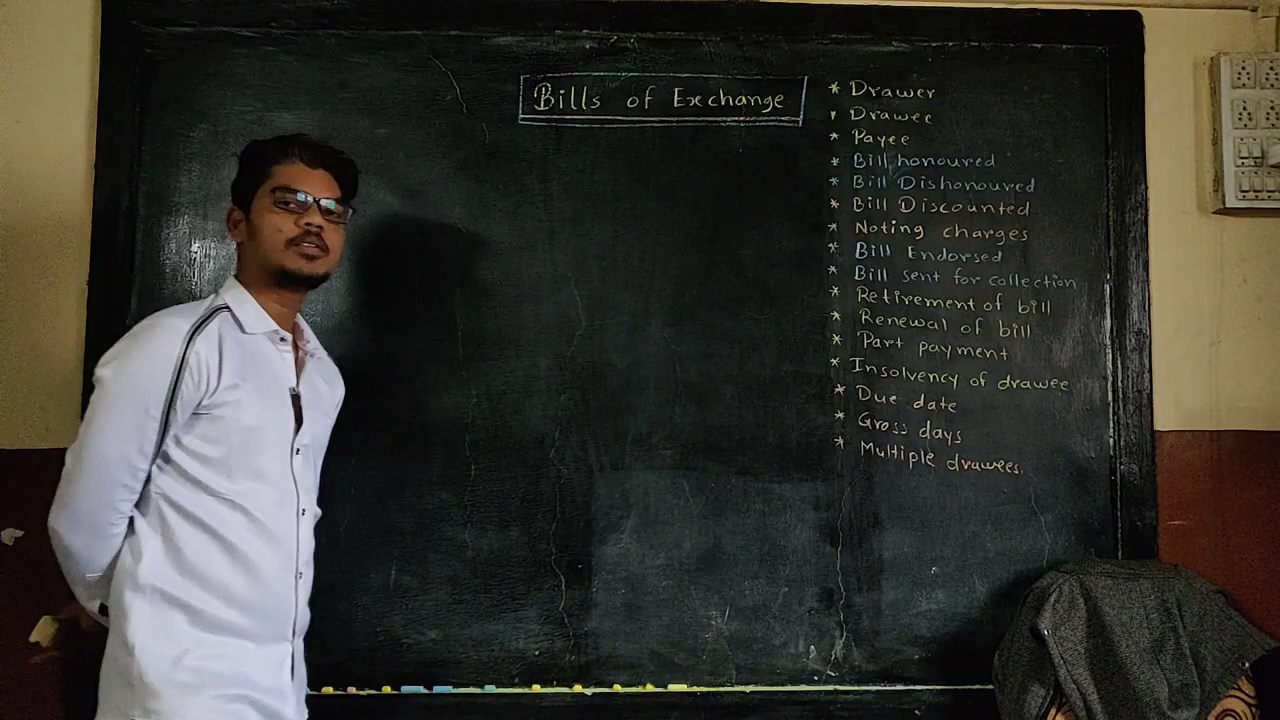 Bills of Exchange
* Drawer
* Drawee
* Payee
* Bill honoured
* Bill Dishonoured
* Bill Discounted
* Noting charges
* Bill Endorsed
* Bill sent for collection
* Retirement of bill
* Renewal of bill
* Part payment
* Insolvency of drawee
* Due date
* Gross days
* Multiple drawees.